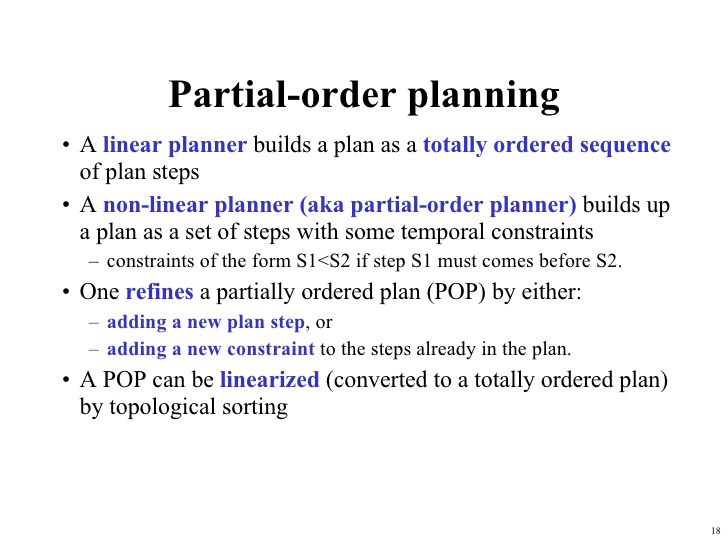 Partial-order planning
• A linear planner builds a plan as a totally ordered sequence
of plan steps
• A non-linear planner (aka partial-order planner) builds up
a plan as a set of steps with some temporal constraints
– constraints of the form S1<S2 if step S1 must comes before S2.
• One refines a partially ordered plan (POP) by either:
– adding a new plan step, or
– adding a new constraint to the steps already in the plan.
• A POP can be linearized (converted to a totally ordered plan)
by topological sorting
18